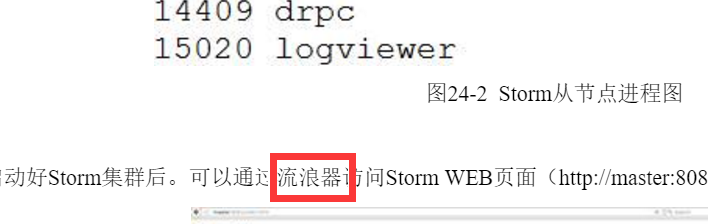 14409 drpc
15020 logviewer
图24-2 Storm从节点进程图
动好Storm集群后。可以通过流浪器访问Storm WEB页面（http://master:808